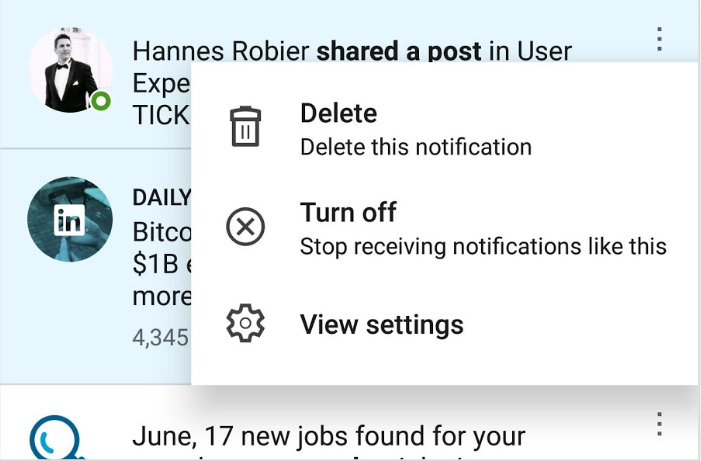 Hannes Robier shared a post in User
Expe
TICK
Delete
Delete this notification
DAILY
Bitco
$1B
more
4,345
Turn off
Stop receiving notifications like this
View settings
in
June, 17 new jobs found for your